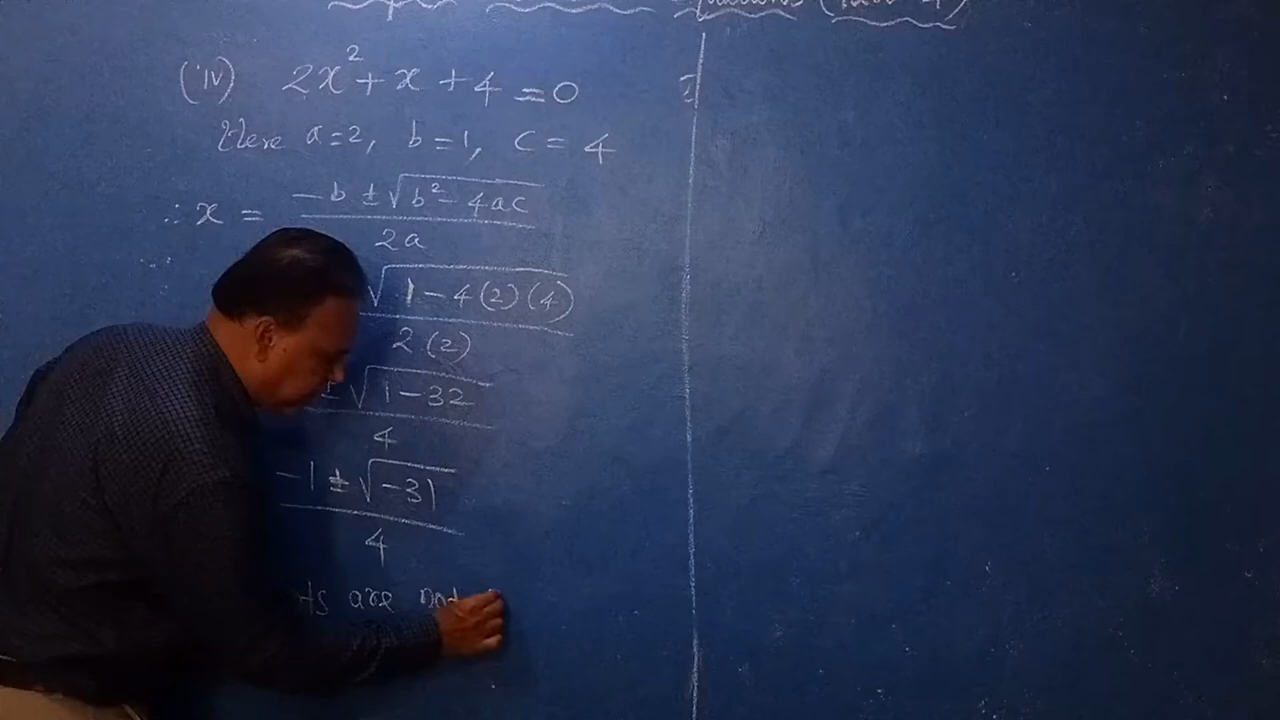 (iv) 2x² + x + 4 = 0
Here a=2, b=1, c=4
∴ x = -b ± √(b² - 4ac) / 2a
√(1 - 4(2)(4)) / 2(2)
± √(1 - 32) / 4
-1 ± √(-31) / 4
ts are not